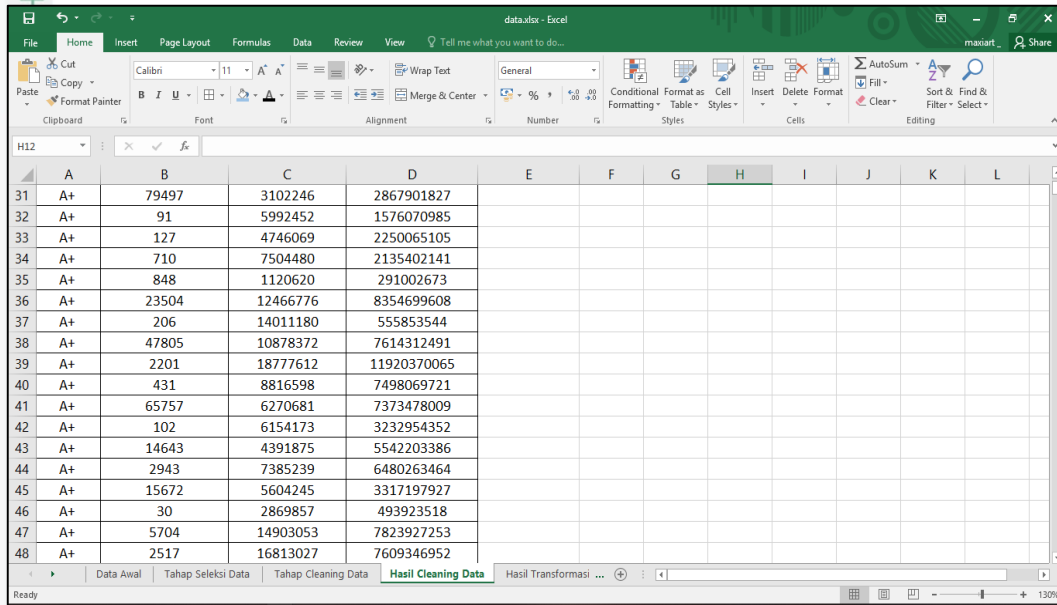 data.xlsx - Excel
File Home Insert Page Layout Formulas Data Review View Tell me what you want to do... maxiart_ Share
Cut
Copy
Format Painter
Paste
Calibri 11
Wrap Text
Merge & Center
General
Conditional Formatting
Format as Table
Cell Styles
Insert Delete Format
AutoSum
Fill
Clear
Sort & Filter
Find & Select
Clipboard Font Alignment Number Styles Cells Editing
H12 fx
A B C D E F G H I J K L
31 A+ 79497 3102246 2867901827
32 A+ 91 5992452 1576070985
33 A+ 127 4746069 2250065105
34 A+ 710 7504480 2135402141
35 A+ 848 1120620 291002673
36 A+ 23504 12466776 8354699608
37 A+ 206 14011180 555853544
38 A+ 47805 10878372 7614312491
39 A+ 2201 18777612 11920370065
40 A+ 431 8816598 7498069721
41 A+ 65757 6270681 7373478009
42 A+ 102 6154173 3232954352
43 A+ 14643 4391875 5542203386
44 A+ 2943 7385239 6480263464
45 A+ 15672 5604245 3317197927
46 A+ 30 2869857 493923518
47 A+ 5704 14903053 7823927253
48 A+ 2517 16813027 7609346952
Data Awal Tahap Seleksi Data Tahap Cleaning Data Hasil Cleaning Data Hasil Transformasi ...
Ready 130%